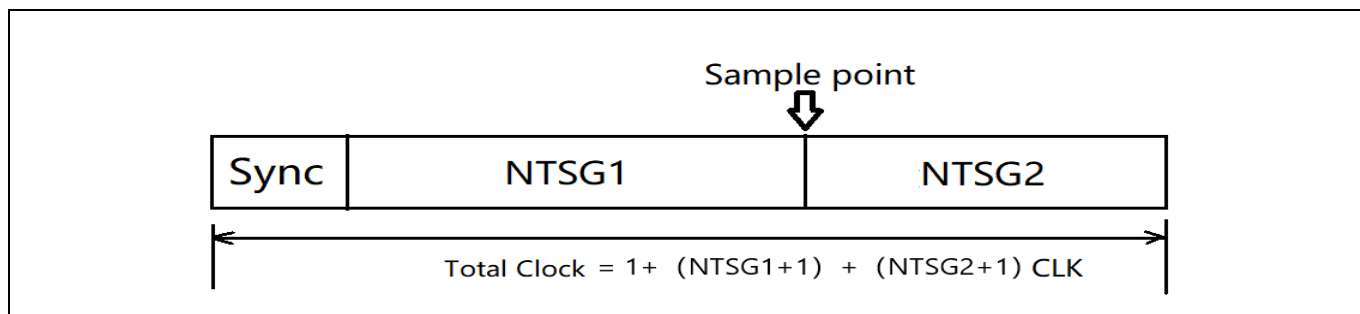 Sample point
Sync NTSG1 NTSG2
Total Clock = 1+ (NTSG1+1) + (NTSG2+1) CLK